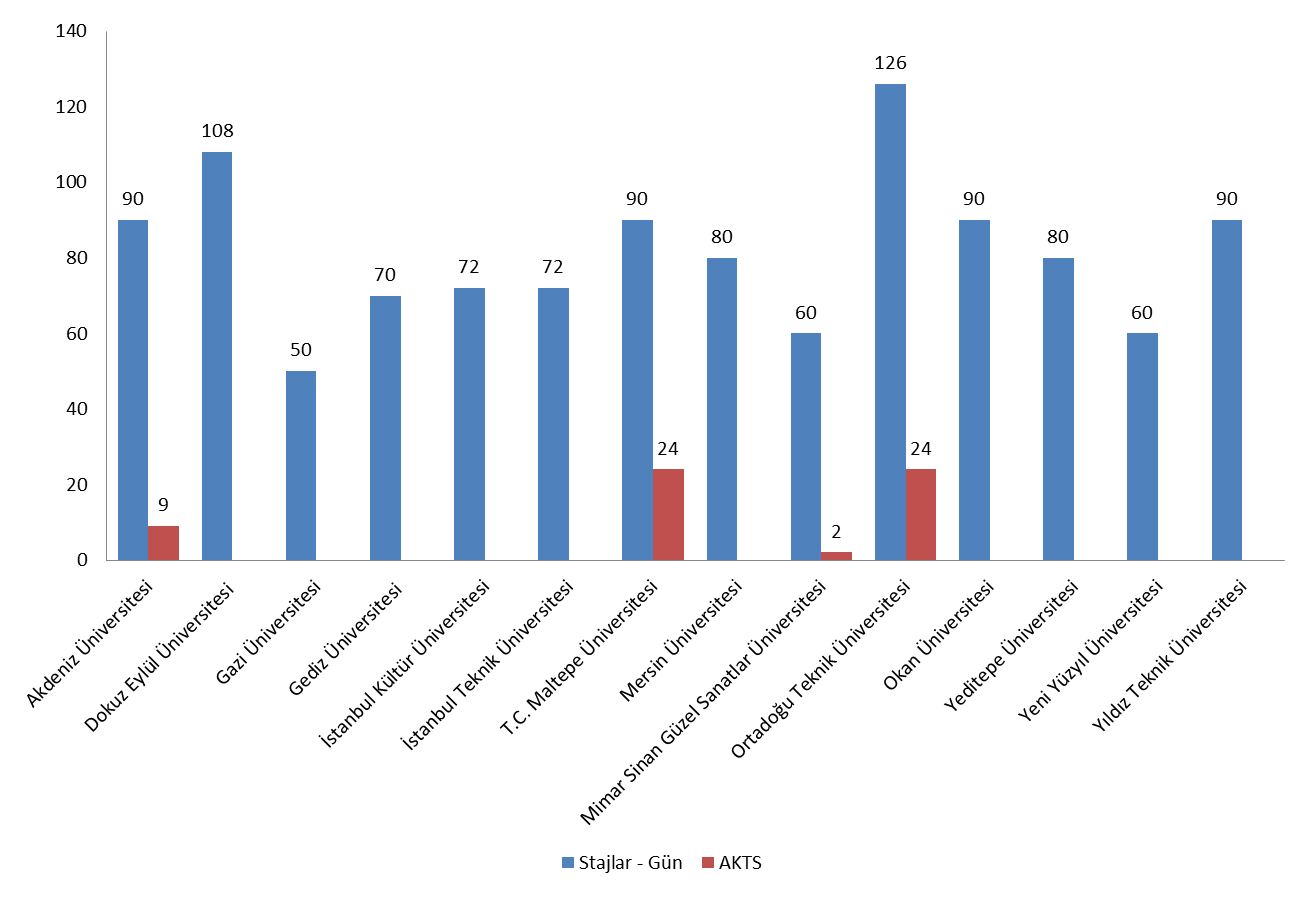 140
120
100
80
60
40
20
0
90
9
108
50
70
72
72
90
24
80
60
2
126
24
90
80
60
90
Akdeniz Üniversitesi
Dokuz Eylül Üniversitesi
Gazi Üniversitesi
Gediz Üniversitesi
İstanbul Kültür Üniversitesi
İstanbul Teknik Üniversitesi
T.C. Maltepe Üniversitesi
Mersin Üniversitesi
Mimar Sinan Güzel Sanatlar Üniversitesi
Ortadoğu Teknik Üniversitesi
Okan Üniversitesi
Yeditepe Üniversitesi
Yeni Yüzyıl Üniversitesi
Yıldız Teknik Üniversitesi
Stajlar - Gün
AKTS